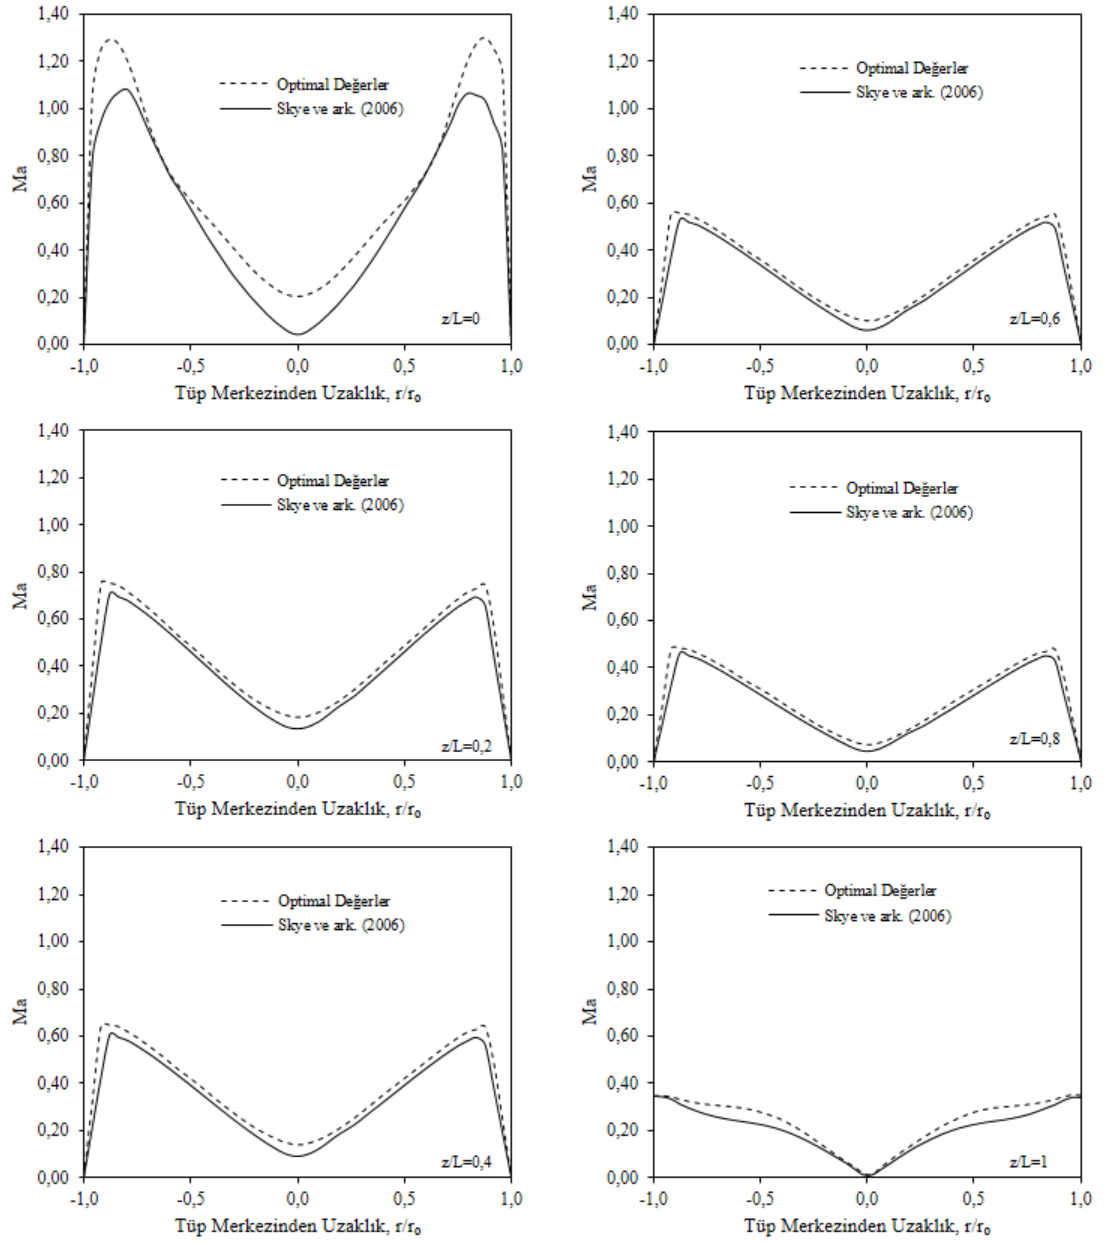 1,40
1,20
1,00
0,80
0,60
0,40
0,20
0,00
Ma
Optimal Değerler
Skye ve ark. (2006)
z/L=0
-1,0 -0,5 0,0 0,5 1,0
Tüp Merkezinden Uzaklık, r/r₀
1,40
1,20
1,00
0,80
0,60
0,40
0,20
0,00
Ma
Optimal Değerler
Skye ve ark. (2006)
z/L=0,6
-1,0 -0,5 0,0 0,5 1,0
Tüp Merkezinden Uzaklık, r/r₀
1,40
1,20
1,00
0,80
0,60
0,40
0,20
0,00
Ma
Optimal Değerler
Skye ve ark. (2006)
z/L=0,2
-1,0 -0,5 0,0 0,5 1,0
Tüp Merkezinden Uzaklık, r/r₀
1,40
1,20
1,00
0,80
0,60
0,40
0,20
0,00
Ma
Optimal Değerler
Skye ve ark. (2006)
z/L=0,8
-1,0 -0,5 0,0 0,5 1,0
Tüp Merkezinden Uzaklık, r/r₀
1,40
1,20
1,00
0,80
0,60
0,40
0,20
0,00
Ma
Optimal Değerler
Skye ve ark. (2006)
z/L=0,4
-1,0 -0,5 0,0 0,5 1,0
Tüp Merkezinden Uzaklık, r/r₀
1,40
1,20
1,00
0,80
0,60
0,40
0,20
0,00
Ma
Optimal Değerler
Skye ve ark. (2006)
z/L=1
-1,0 -0,5 0,0 0,5 1,0
Tüp Merkezinden Uzaklık, r/r₀